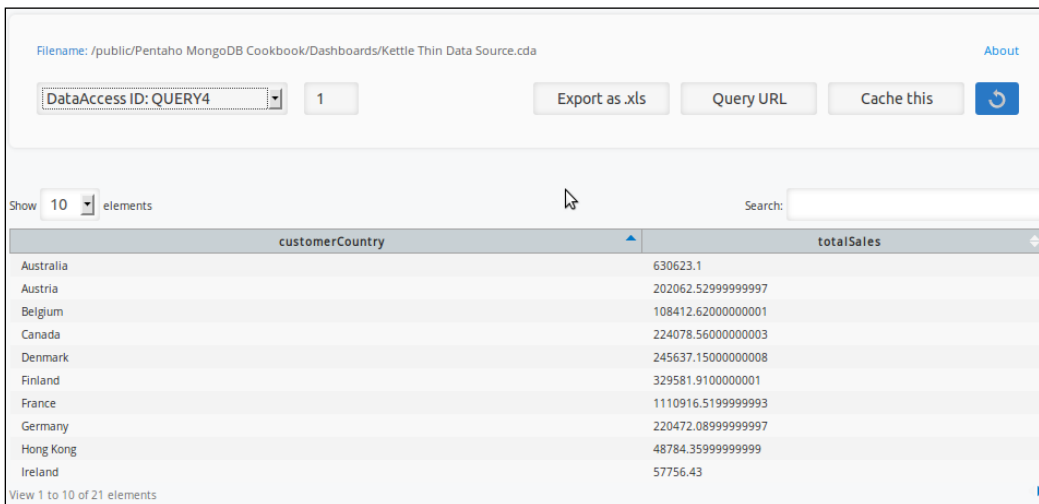 Filename: /public/Pentaho MongoDB Cookbook/Dashboards/Kettle Thin Data Source.cda About
DataAccess ID: QUERY4 1 Export as .xls Query URL Cache this
Show 10 elements Search:
customerCountry totalSales
Australia 630623.1
Austria 202062.52999999997
Belgium 108412.62000000001
Canada 224078.56000000003
Denmark 245637.15000000008
Finland 329581.9100000001
France 1110916.5199999993
Germany 220472.08999999997
Hong Kong 48784.35999999999
Ireland 57756.43
View 1 to 10 of 21 elements